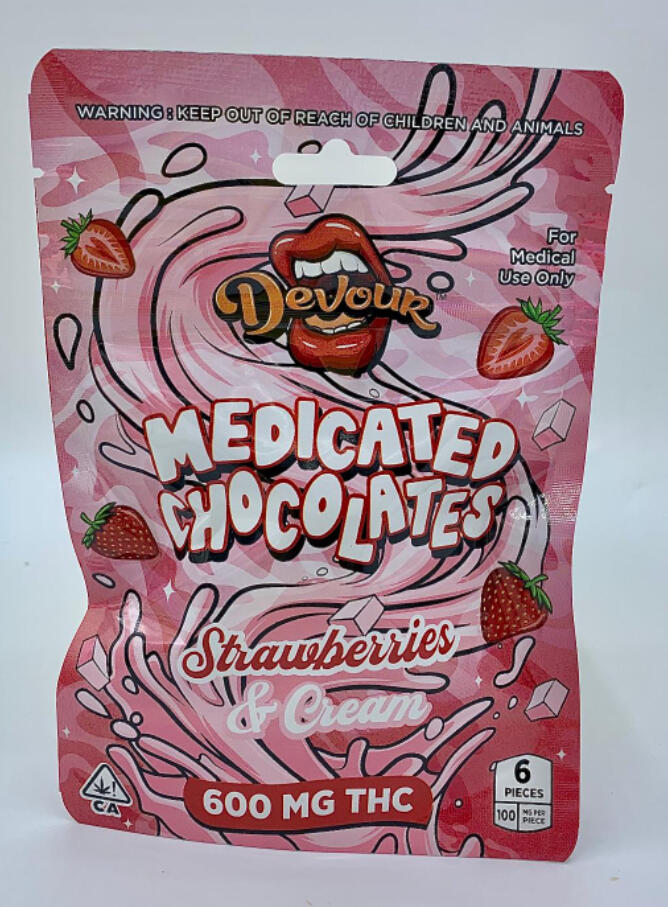 WARNING : KEEP OUT OF REACH OF CHILDREN AND ANIMALS
For
Medical
Use Only
Devour™
MEDICATED
CHOCOLATES
Strawberries
& Cream
600 MG THC
CA
6
PIECES
100 MG PER
PIECE